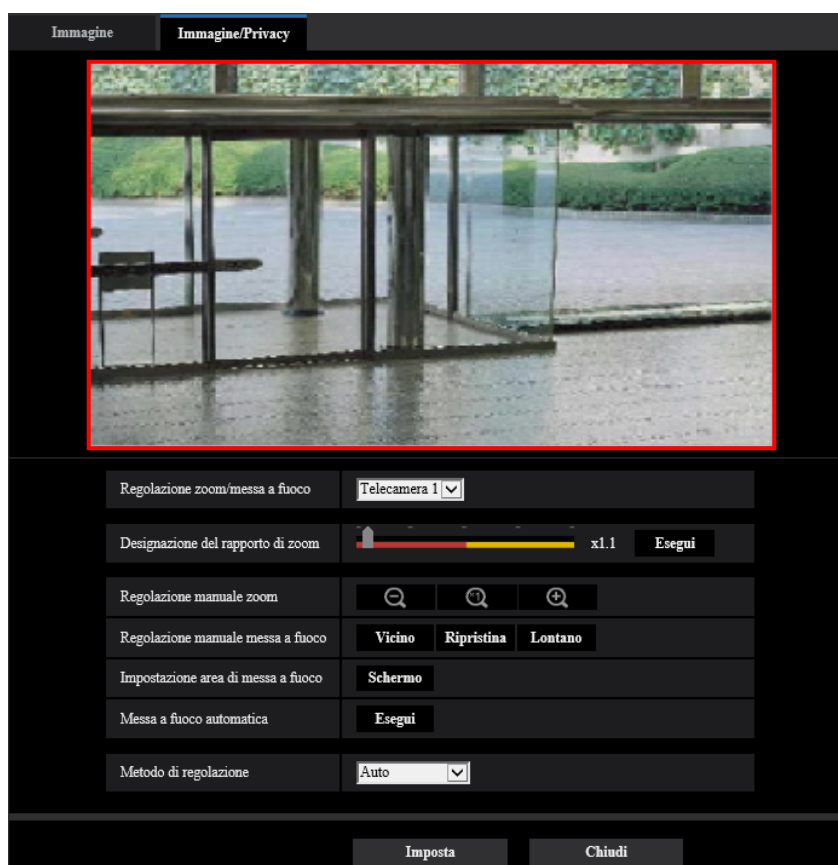 Immagine Immagine/Privacy
Regolazione zoom/messa a fuoco Telecamera 1
Designazione del rapporto di zoom x1.1 Esegui
Regolazione manuale zoom x1
Regolazione manuale messa a fuoco Vicino Ripristina Lontano
Impostazione area di messa a fuoco Schermo
Messa a fuoco automatica Esegui
Metodo di regolazione Auto
Imposta Chiudi